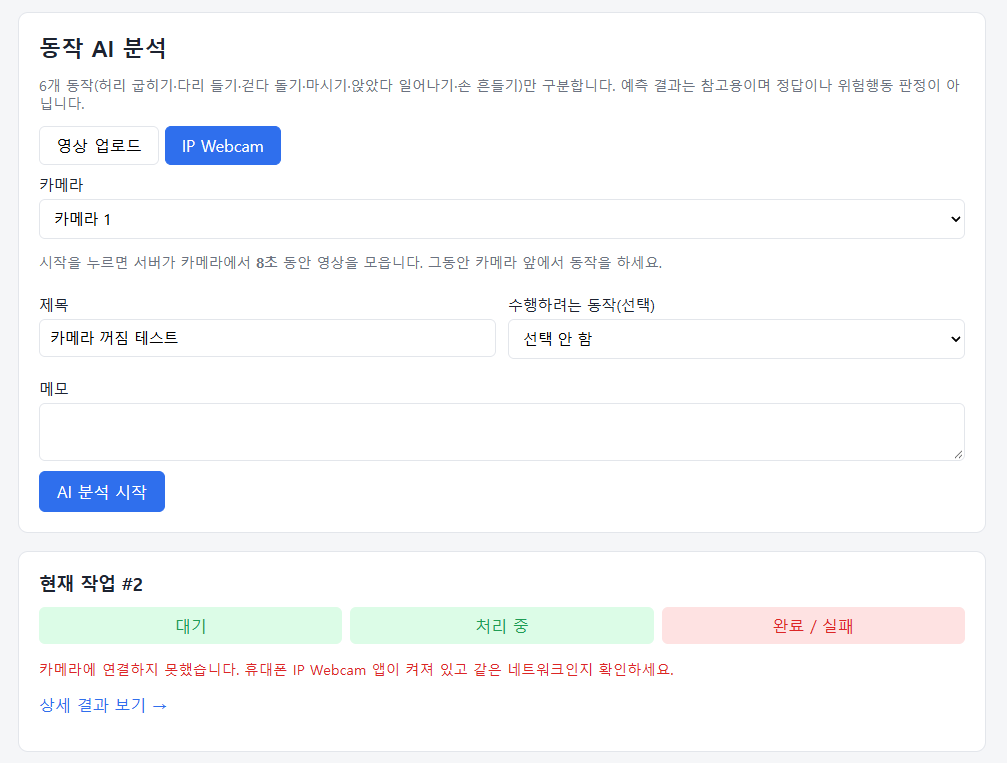 동작 AI 분석
6개 동작(허리 굽히기·다리 들기·걷다 돌기·마시기·앉았다 일어나기·손 흔들기)만 구분합니다. 예측 결과는 참고용이며 정답이나 위험행동 판정이 아
닙니다.
영상 업로드 IP Webcam
카메라
카메라 1
시작을 누르면 서버가 카메라에서 8초 동안 영상을 모읍니다. 그동안 카메라 앞에서 동작을 하세요.
제목 수행하려는 동작(선택)
카메라 꺼짐 테스트 선택 안 함
메모
AI 분석 시작
현재 작업 #2
대기 처리 중 완료 / 실패
카메라에 연결하지 못했습니다. 휴대폰 IP Webcam 앱이 켜져 있고 같은 네트워크인지 확인하세요.
상세 결과 보기 →